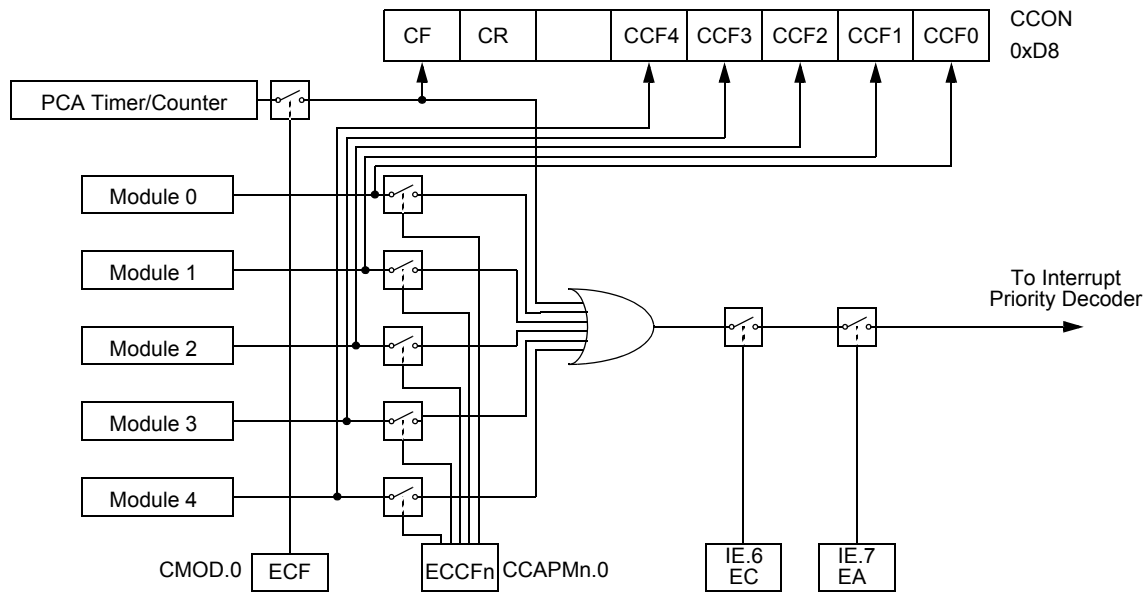 CF CR CCF4 CCF3 CCF2 CCF1 CCF0
CCON
0xD8
PCA Timer/Counter
Module 0
Module 1
Module 2
Module 3
Module 4
To Interrupt
Priority Decoder
CMOD.0 ECF
ECCFn CCAPMn.0
IE.6
EC
IE.7
EA